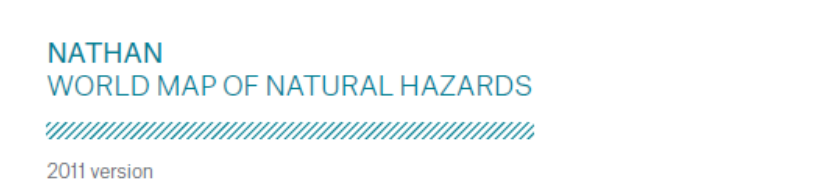 NATHAN
WORLD MAP OF NATURAL HAZARDS
2011 version